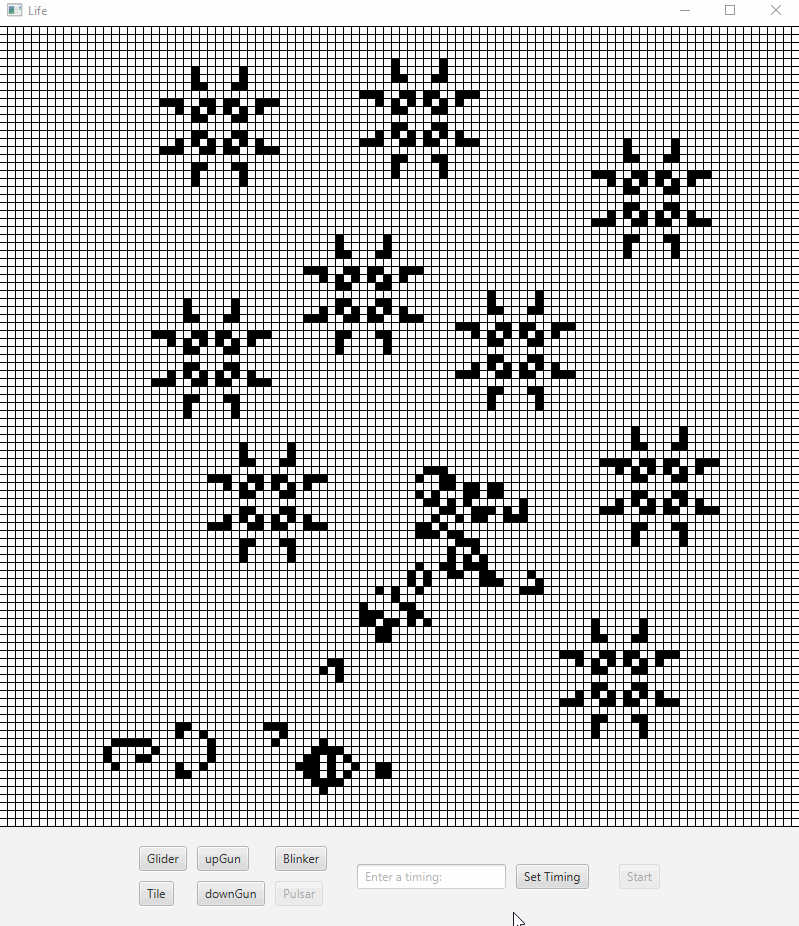 Life
Glider
upGun
Blinker
Enter a timing:
Set Timing
Start
Tile
downGun
Pulsar